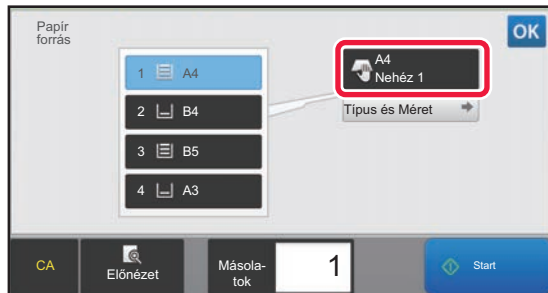 Papír
forrás
OK
1 A4
2 B4
3 B5
4 A3
A4
Nehéz 1
Típus és Méret
CA
Előnézet
Másola-
tok
1
Start